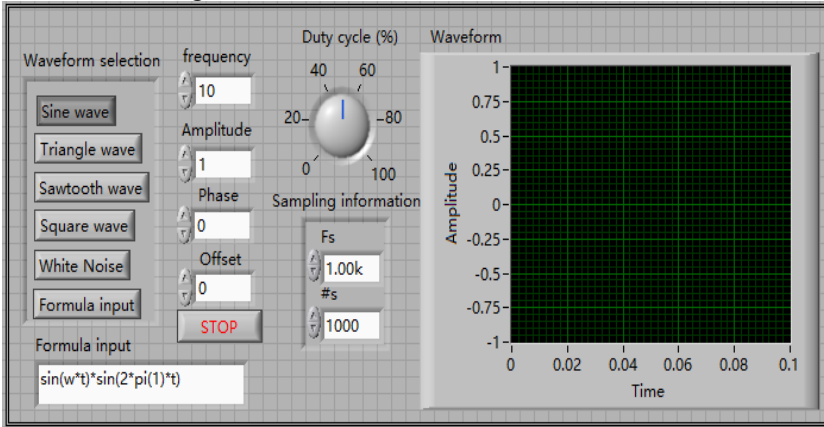 Waveform selection
Sine wave
Triangle wave
Sawtooth wave
Square wave
White Noise
Formula input
Formula input
sin(w*t)*sin(2*pi(1)*t)
frequency
10
Amplitude
1
Phase
0
Offset
0
STOP
Duty cycle (%)
40 60
20 80
0 100
Sampling information
Fs
1.00k
#s
1000
Waveform
Amplitude
1
0.75
0.5
0.25
0
-0.25
-0.5
-0.75
-1
0 0.02 0.04 0.06 0.08 0.1
Time